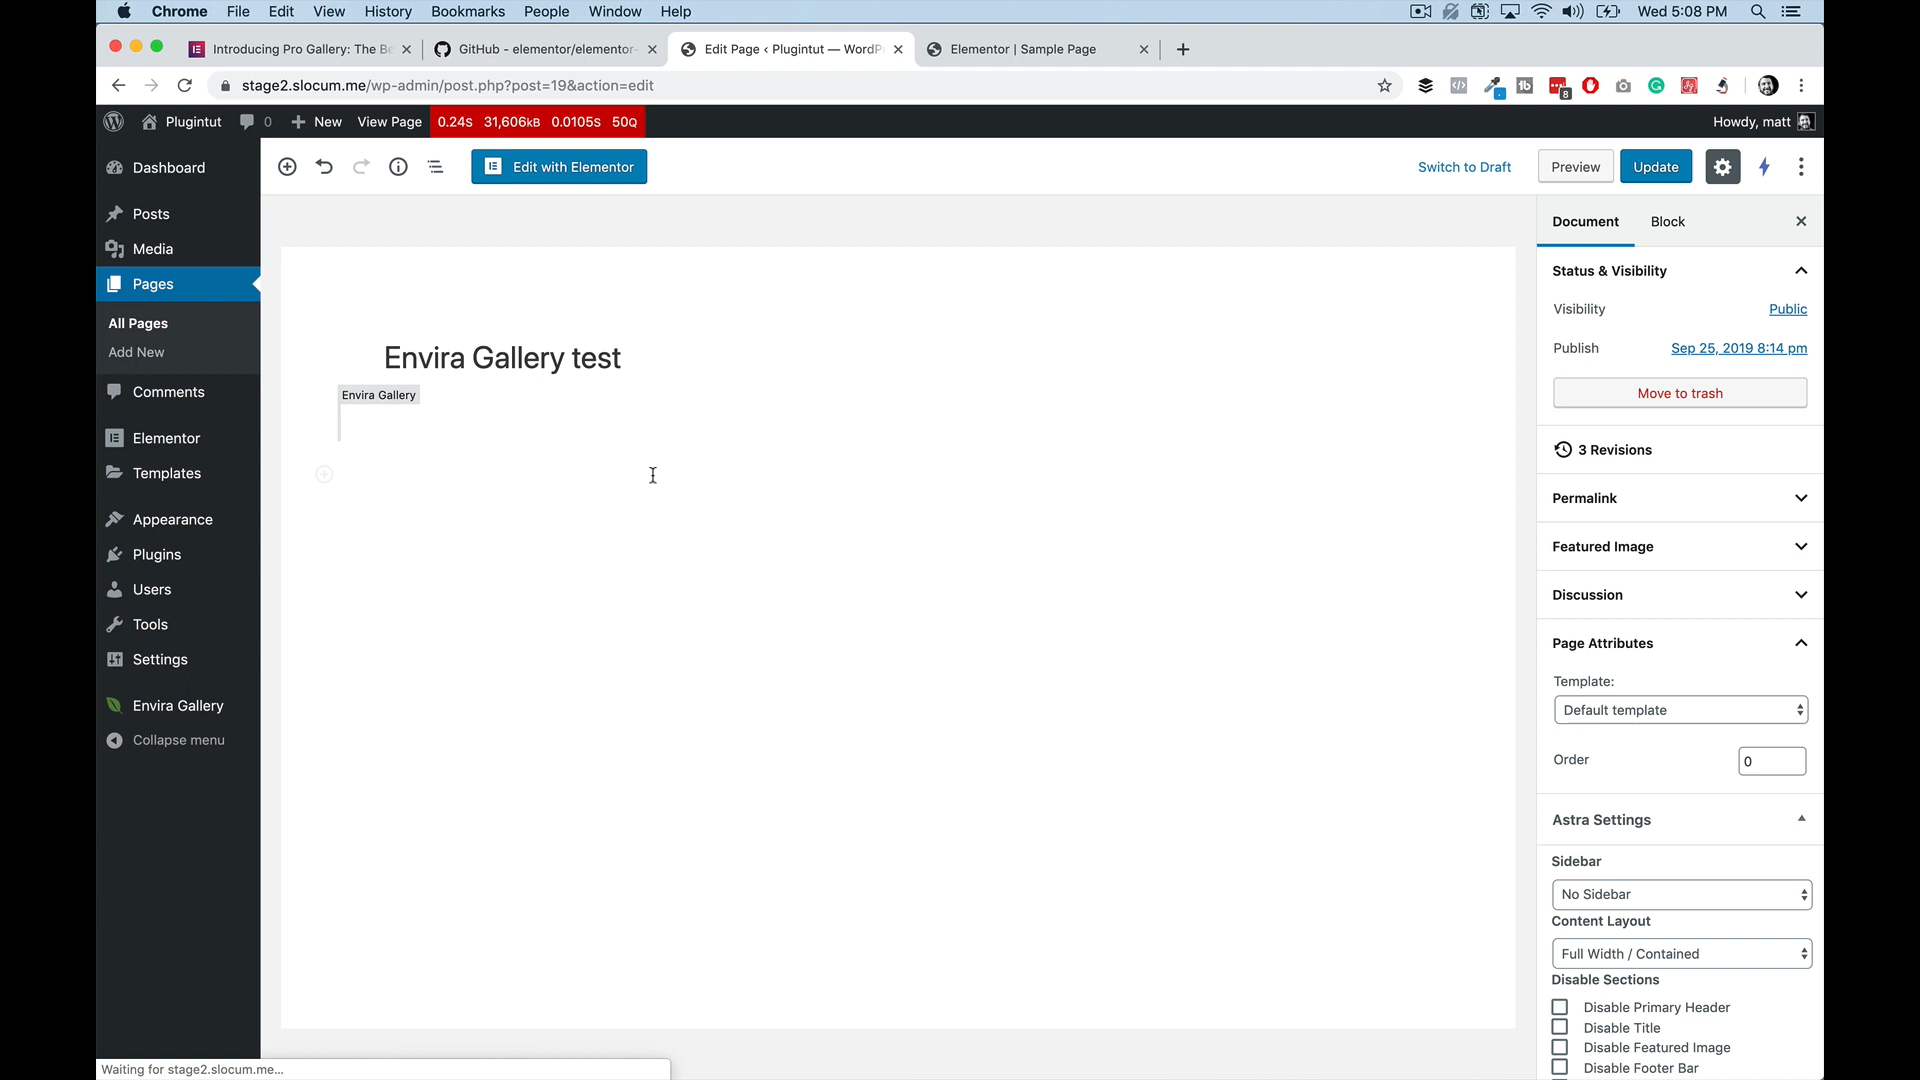 Chrome File Edit View History Bookmarks People Window Help Wed 5:08 PM
Introducing Pro Gallery: The Be GitHub - elementor/elementor- Edit Page ‹ Plugintut — WordPr Elementor | Sample Page
stage2.slocum.me/wp-admin/post.php?post=19&action=edit
8
Plugintut 0 New View Page 0.24S 31,606KB 0.0105S 50Q Howdy, matt
Dashboard
Posts
Media
Pages
All Pages
Add New
Comments
Elementor
Templates
Appearance
Plugins
Users
Tools
Settings
Envira Gallery
Collapse menu
Edit with Elementor Switch to Draft Preview Update
Envira Gallery test
Envira Gallery
Document Block
Status & Visibility
Visibility Public
Publish Sep 25, 2019 8:14 pm
Move to trash
3 Revisions
Permalink
Featured Image
Discussion
Page Attributes
Template:
Default template
Order 0
Astra Settings
Sidebar
No Sidebar
Content Layout
Full Width / Contained
Disable Sections
Disable Primary Header
Disable Title
Disable Featured Image
Disable Footer Bar
Waiting for stage2.slocum.me...